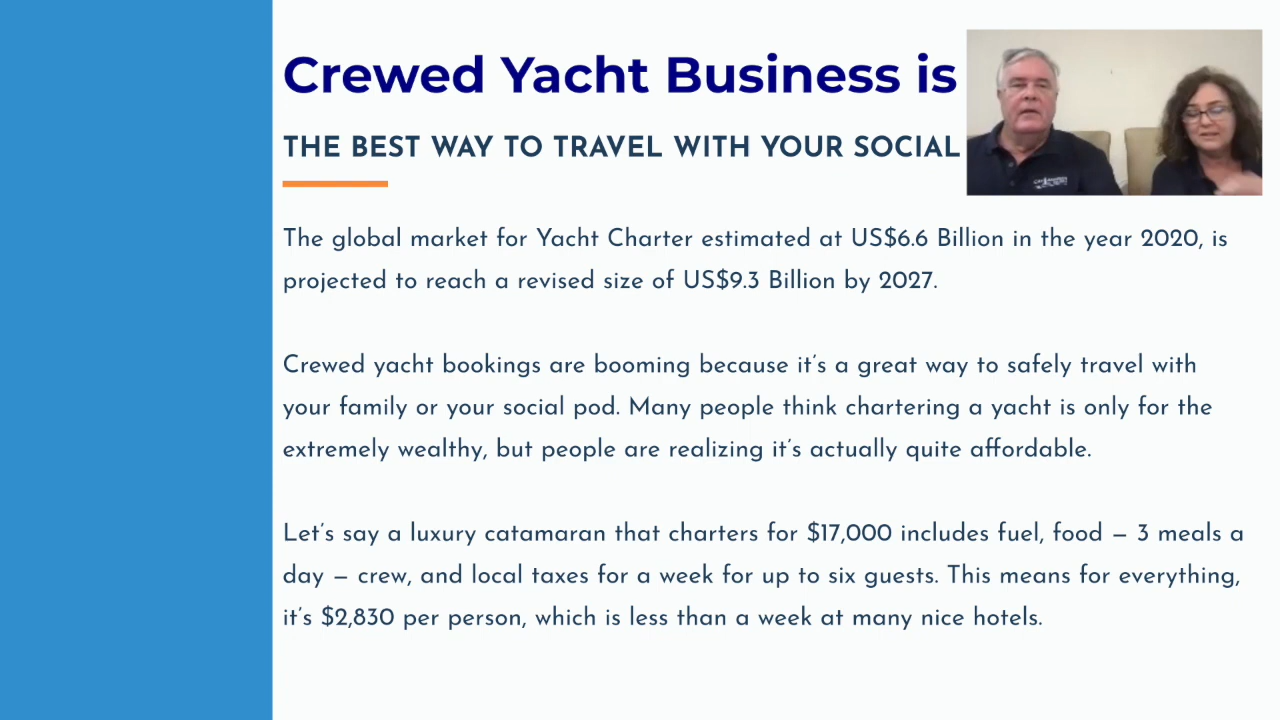 Crewed Yacht Business is
THE BEST WAY TO TRAVEL WITH YOUR SOCIAL
The global market for Yacht Charter estimated at US$6.6 Billion in the year 2020, is
projected to reach a revised size of US$9.3 Billion by 2027.
Crewed yacht bookings are booming because it's a great way to safely travel with
your family or your social pod. Many people think chartering a yacht is only for the
extremely wealthy, but people are realizing it's actually quite affordable.
Let's say a luxury catamaran that charters for $17,000 includes fuel, food – 3 meals a
day – crew, and local taxes for a week for up to six guests. This means for everything,
it's $2,830 per person, which is less than a week at many nice hotels.